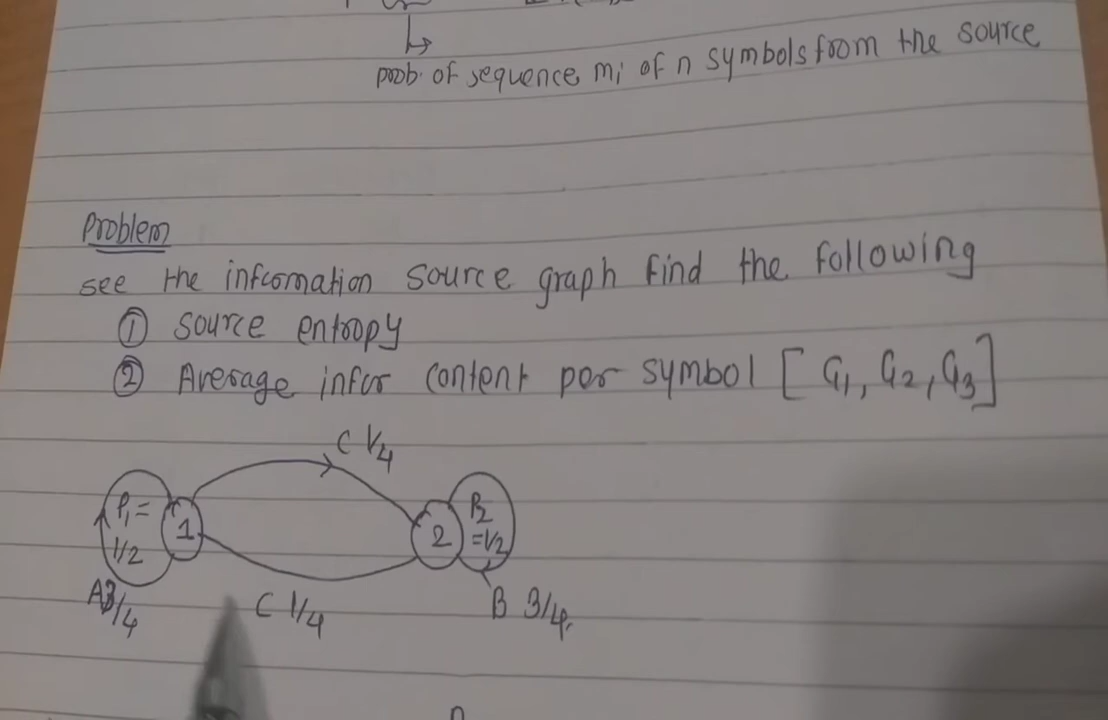 prob. of sequence mi of n symbols from the source
Problem
see the information source graph find the following
① source entropy
② Average infor content per symbol [ G1, G2, G3]
C 1/4
P1 =
1/2
1
2
P2
=1/2
A 3/4
C 1/4
B 3/4.